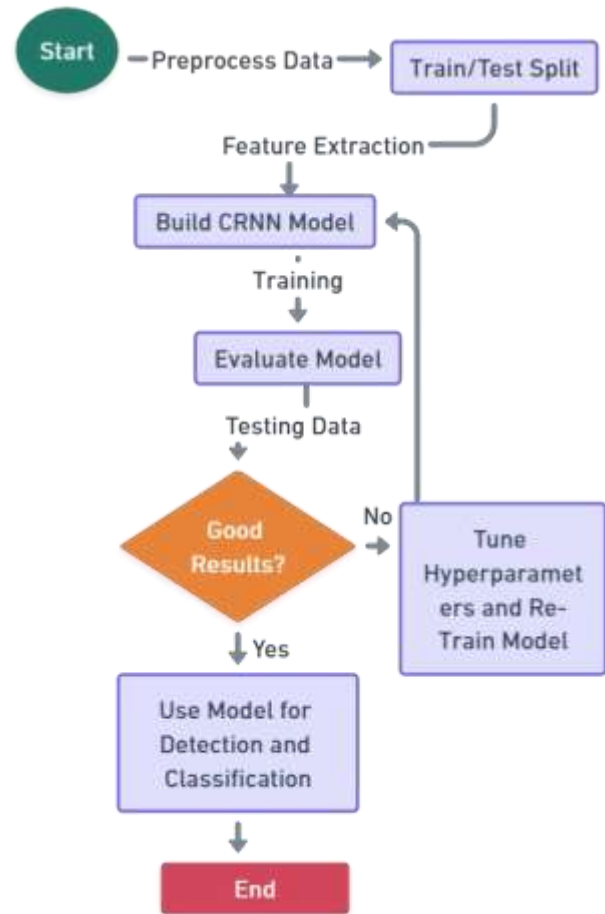 Start
Preprocess Data
Train/Test Split
Feature Extraction
Build CRNN Model
Training
Evaluate Model
Testing Data
Good
Results?
No
Tune
Hyperparamet
ers and Re-
Train Model
Yes
Use Model for
Detection and
Classification
End